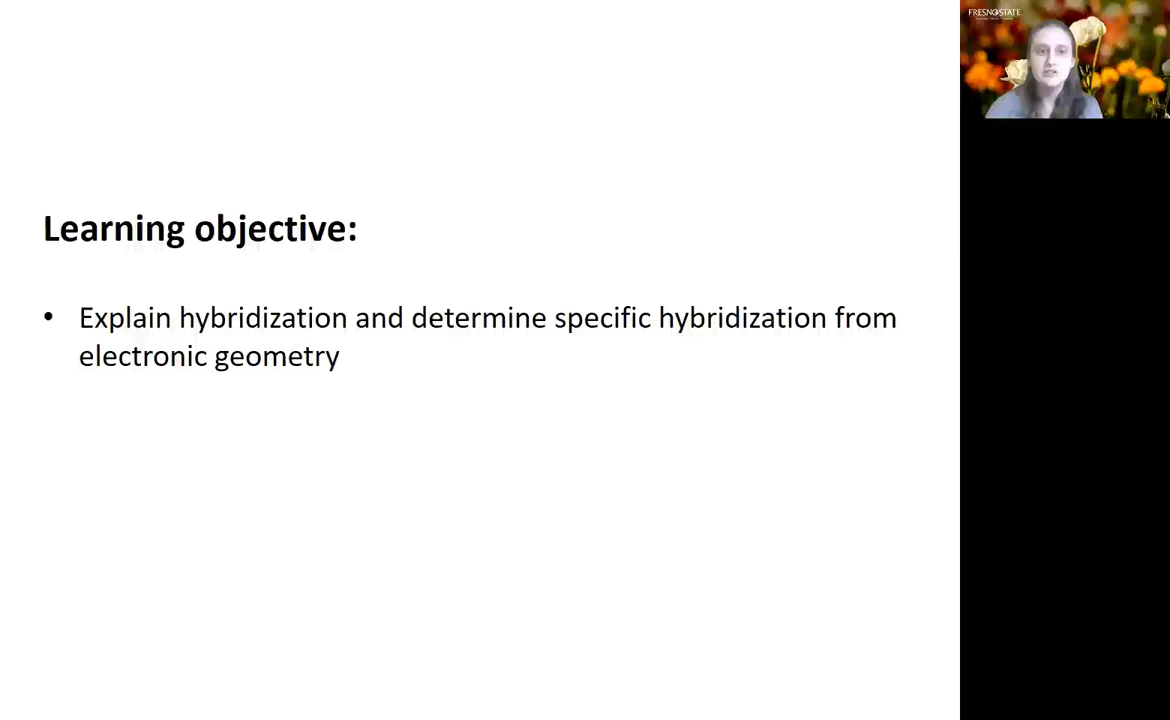 FRESNO STATE
Learning objective:
• Explain hybridization and determine specific hybridization from
electronic geometry